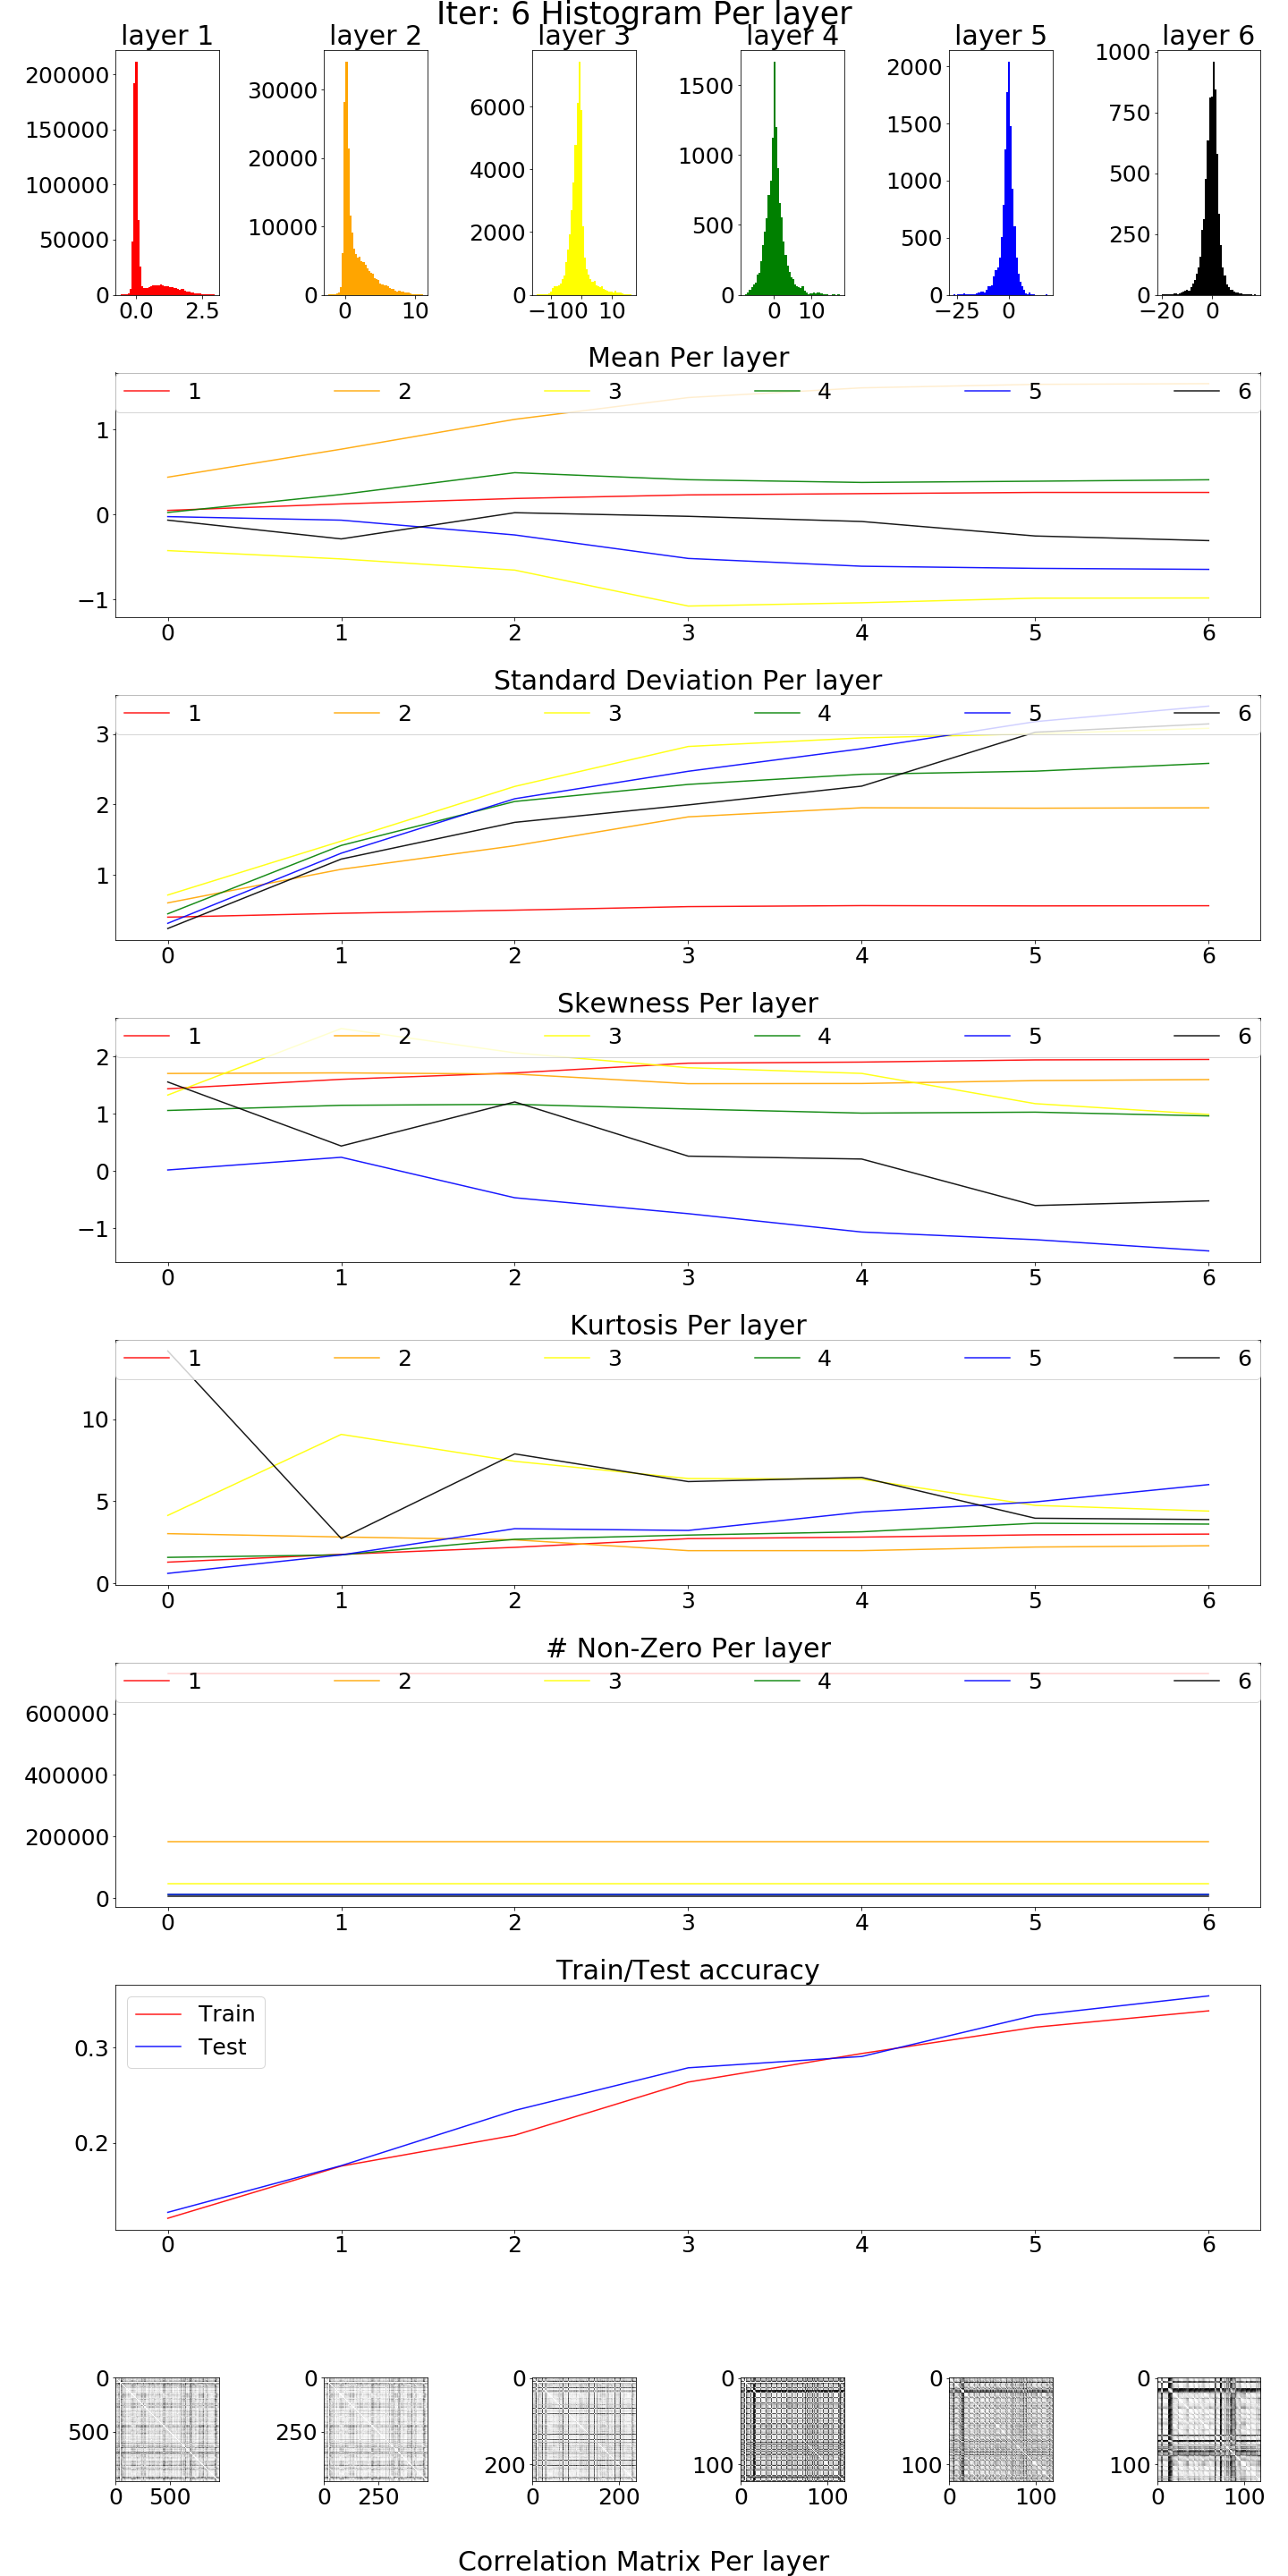 Iter: 6 Histogram Per layer
layer 1 layer 2 layer 3 layer 4 layer 5 layer 6
200000 150000 100000 50000 0
0.0 2.5
30000 20000 10000 0
0 10
6000 4000 2000 0
−10 0 10
1500 1000 500 0
0 10
2000 1500 1000 500 0
−25 0
1000 750 500 250 0
−20 0
Mean Per layer
1 2 3 4 5 6
1
0
−1
0 1 2 3 4 5 6
Standard Deviation Per layer
1 2 3 4 5 6
3
2
1
0 1 2 3 4 5 6
Skewness Per layer
1 2 3 4 5 6
2
1
0
−1
0 1 2 3 4 5 6
Kurtosis Per layer
1 2 3 4 5 6
10
5
0
0 1 2 3 4 5 6
# Non-Zero Per layer
1 2 3 4 5 6
600000
400000
200000
0
0 1 2 3 4 5 6
Train/Test accuracy
Train
Test
0.3
0.2
0 1 2 3 4 5 6
0 500
0 500
0 250
0 250
0 200
0 200
0 100
0 100
0 100
0 100
0 100
0 100
Correlation Matrix Per layer